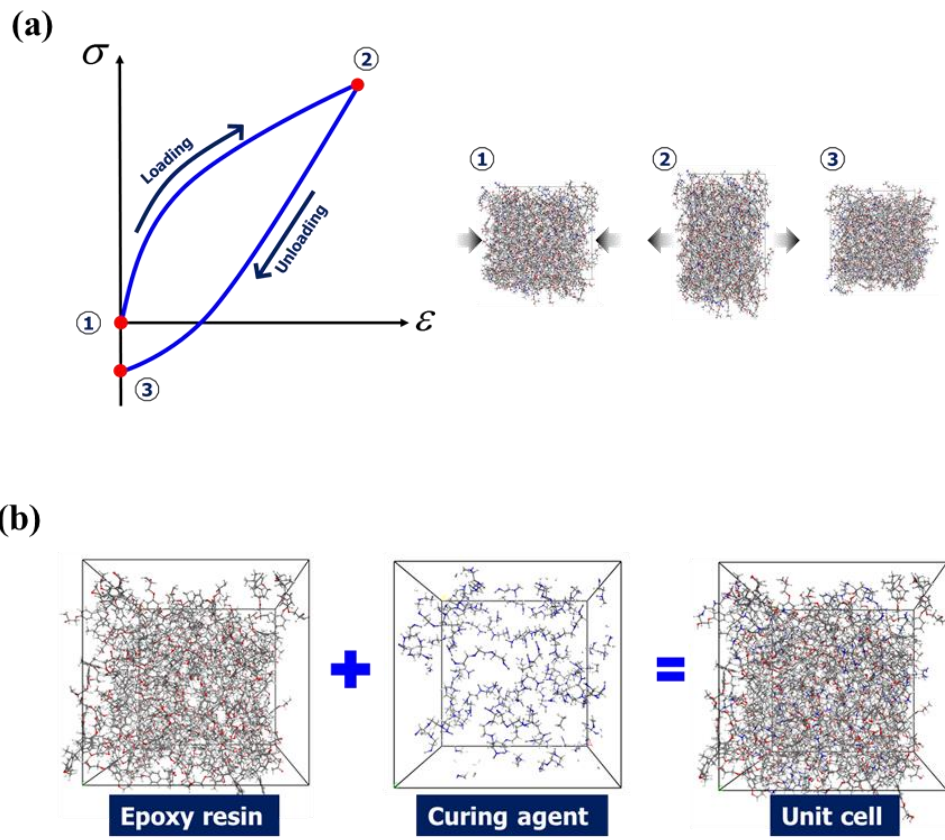 (a)
σ
②
Loading
Unloading
①
ε
③
① ② ③
(b)
+ =
Epoxy resin Curing agent Unit cell